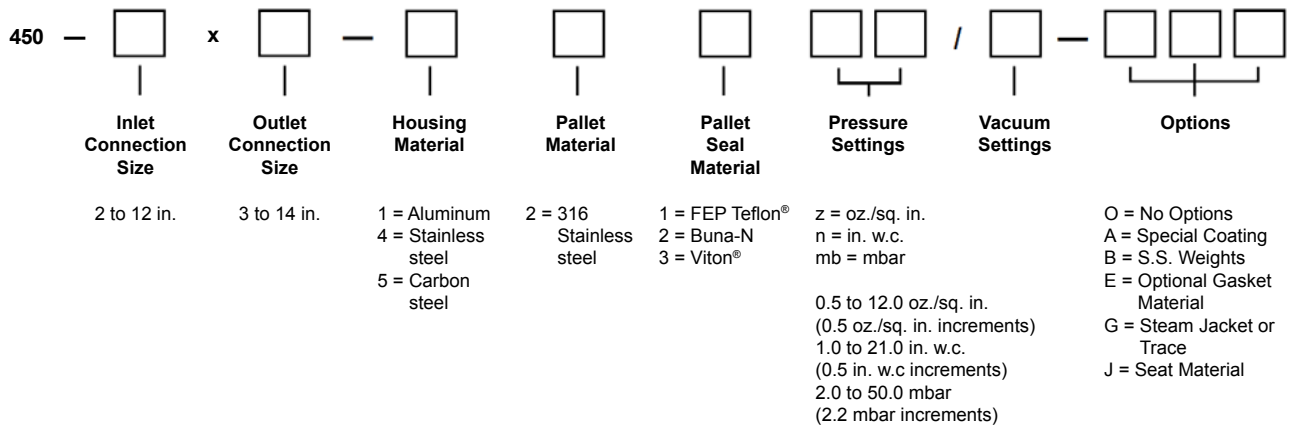 450 — x — / —
Inlet
Connection
Size
2 to 12 in.
Outlet
Connection
Size
3 to 14 in.
Housing
Material
1 = Aluminum
4 = Stainless
steel
5 = Carbon
steel
Pallet
Material
2 = 316
Stainless
steel
Pallet
Seal
Material
1 = FEP Teflon®
2 = Buna-N
3 = Viton®
Pressure
Settings
z = oz./sq. in.
n = in. w.c.
mb = mbar
0.5 to 12.0 oz./sq. in.
(0.5 oz./sq. in. increments)
1.0 to 21.0 in. w.c.
(0.5 in. w.c increments)
2.0 to 50.0 mbar
(2.2 mbar increments)
Vacuum
Settings
Options
O = No Options
A = Special Coating
B = S.S. Weights
E = Optional Gasket
Material
G = Steam Jacket or
Trace
J = Seat Material